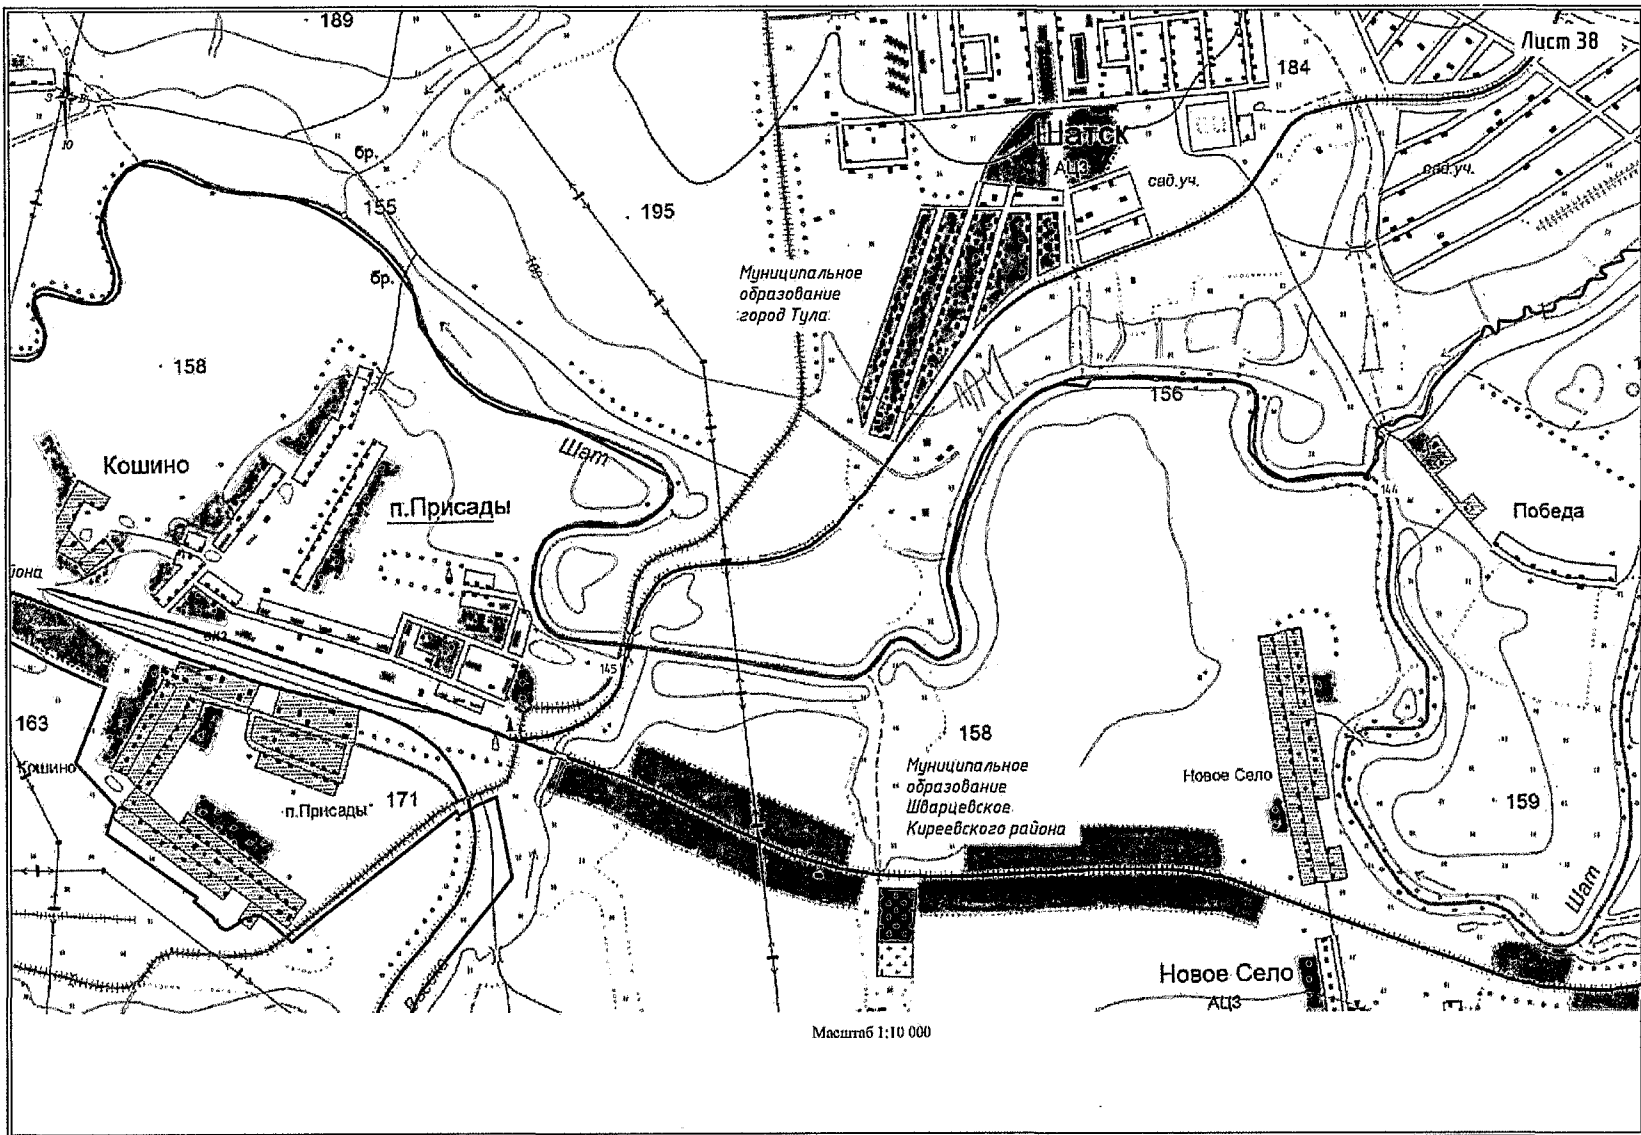 189
Лист 38
184
Шатск
АЦЗ
сад.уч.
сад.уч.
С
З
В
Ю
бр.
155
195
бр.
Муниципальное
образование
город Тула
158
156
Шат
Кошино
п.Присады
144
Победа
йона
145
163
Кошино
171
п.Присады
158
Муниципальное
образование
Шварцевское
Киреевского района
Новое Село
159
Шат
Новое Село
АЦЗ
Масштаб 1:10 000